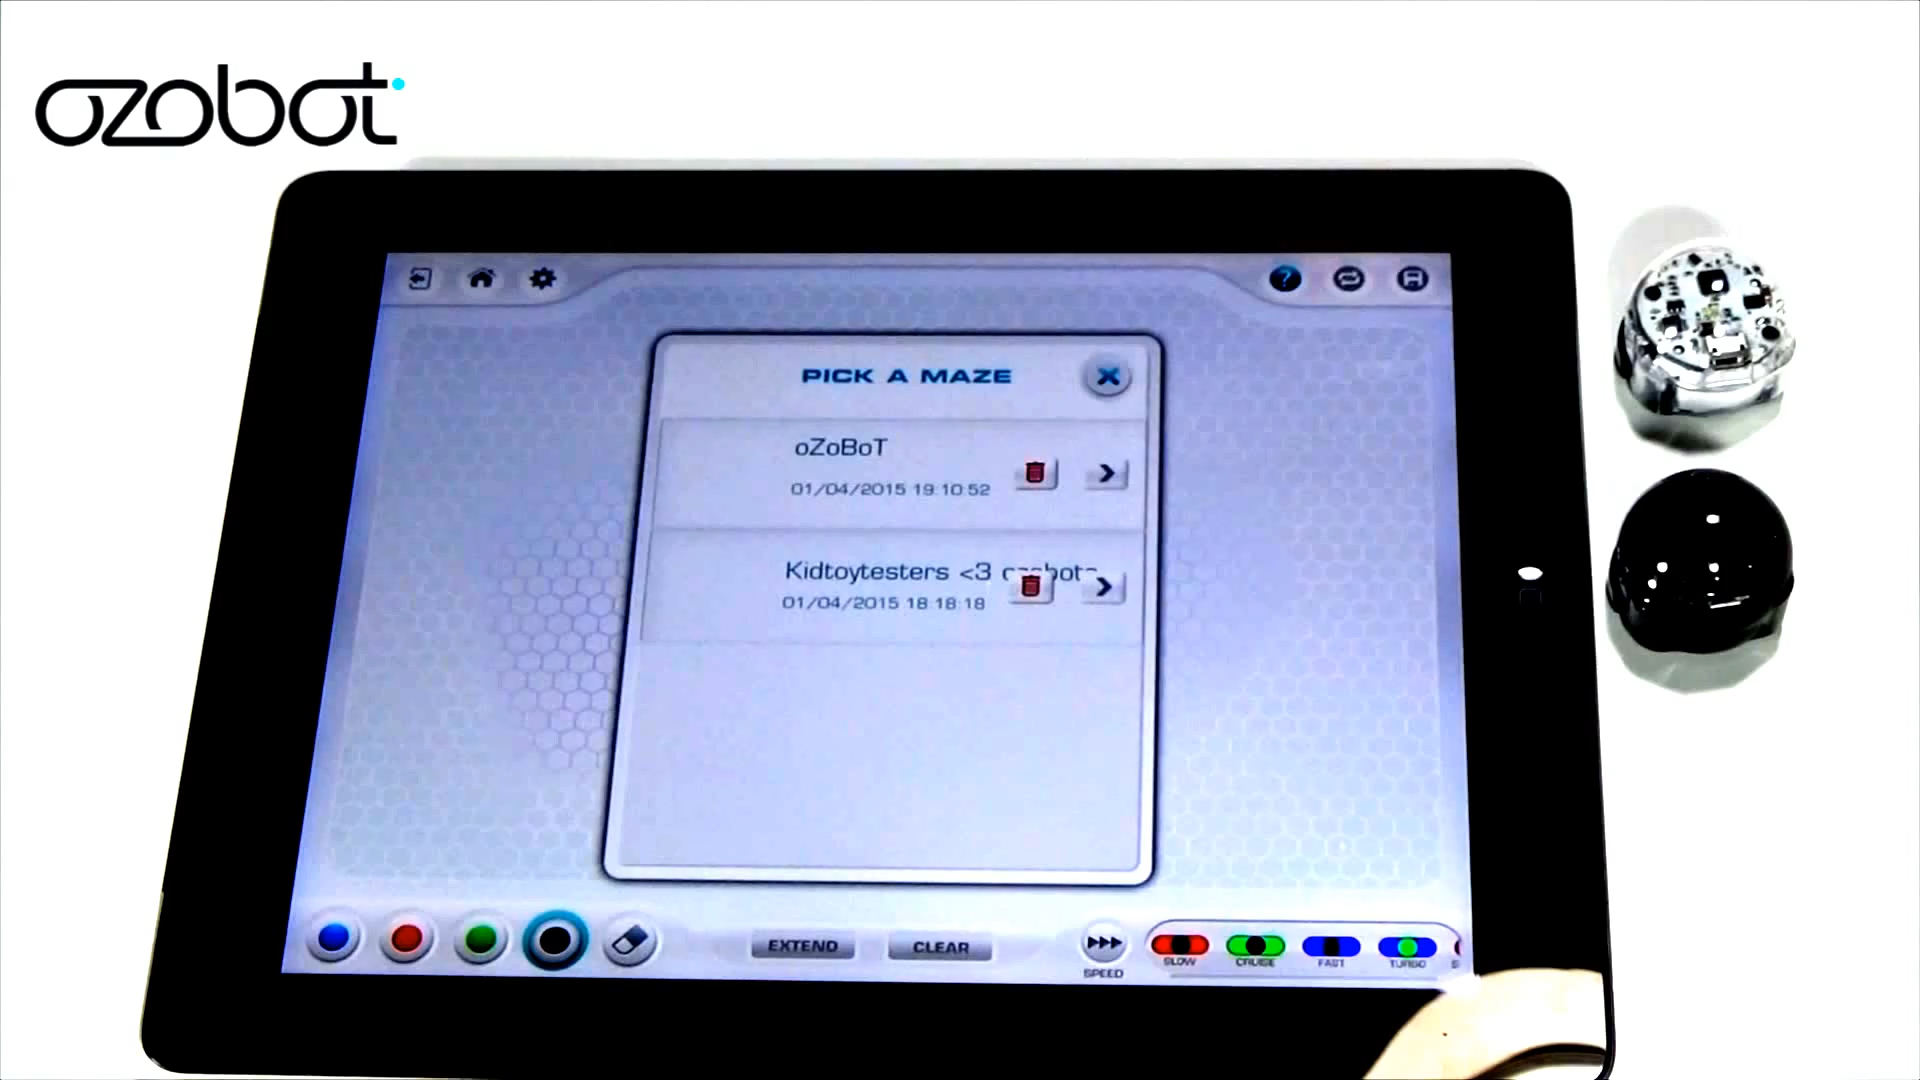 ozobot
PICK A MAZE
oZoBoT
01/04/2015 19:10:52
Kidtoytesters <3
01/04/2015 18:18:18
EXTEND
CLEAR
SPEED
SLOW
CRUISE
FAST
TURBO